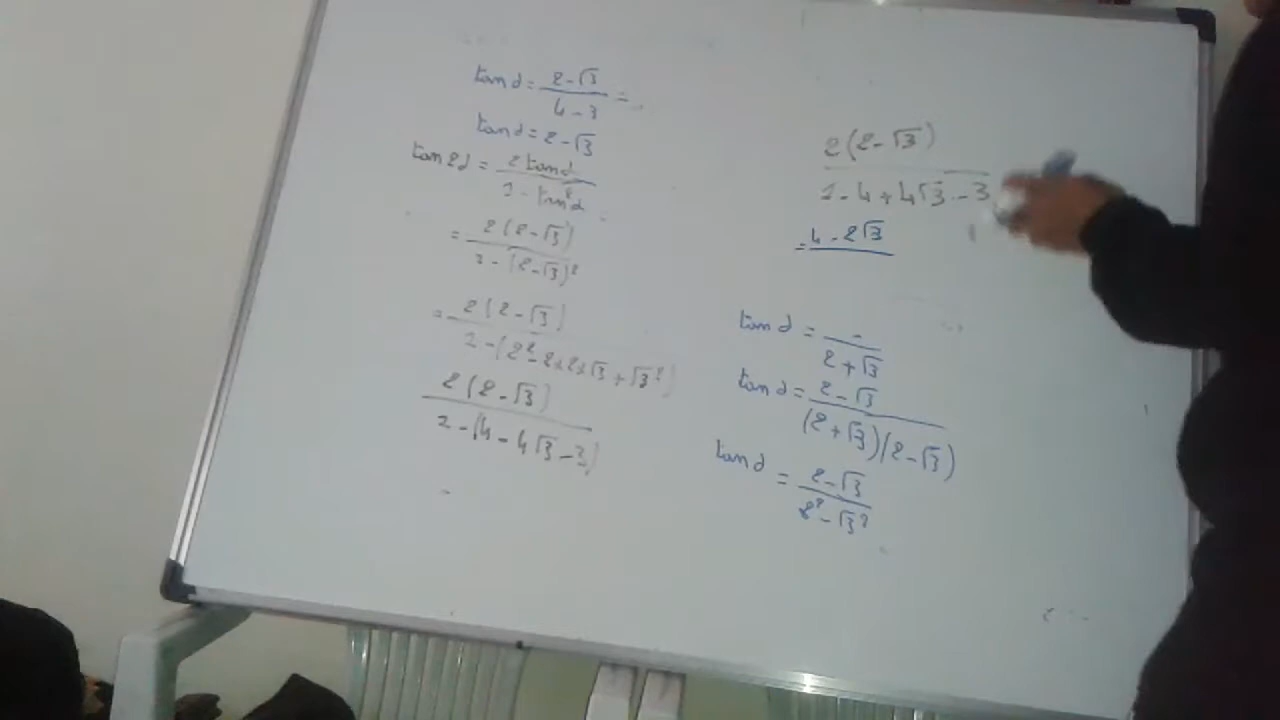 tan d = 2-√3 / 4-3 =
tan d = 2-√3
tan 2d = 2 tan d / 1 - tan² d
= 2(2-√3) / 1-(2-√3)²
= 2(2-√3) / 1-(2²-2×2×√3+√3²)
2(2-√3) / 1-(4-4√3-3)
=
2(2-√3) / 1-4+4√3-3
= 4-2√3
tan d = - / 2+√3
tan d = 2-√3 / (2+√3)(2-√3)
tan d = 2-√3 / 2²-√3²